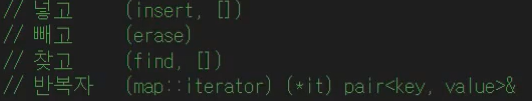 // 넣고 (insert, [])
// 빼고 (erase)
// 찾고 (find, [])
// 반복자 (map::iterator) (*it) pair<key, value>&